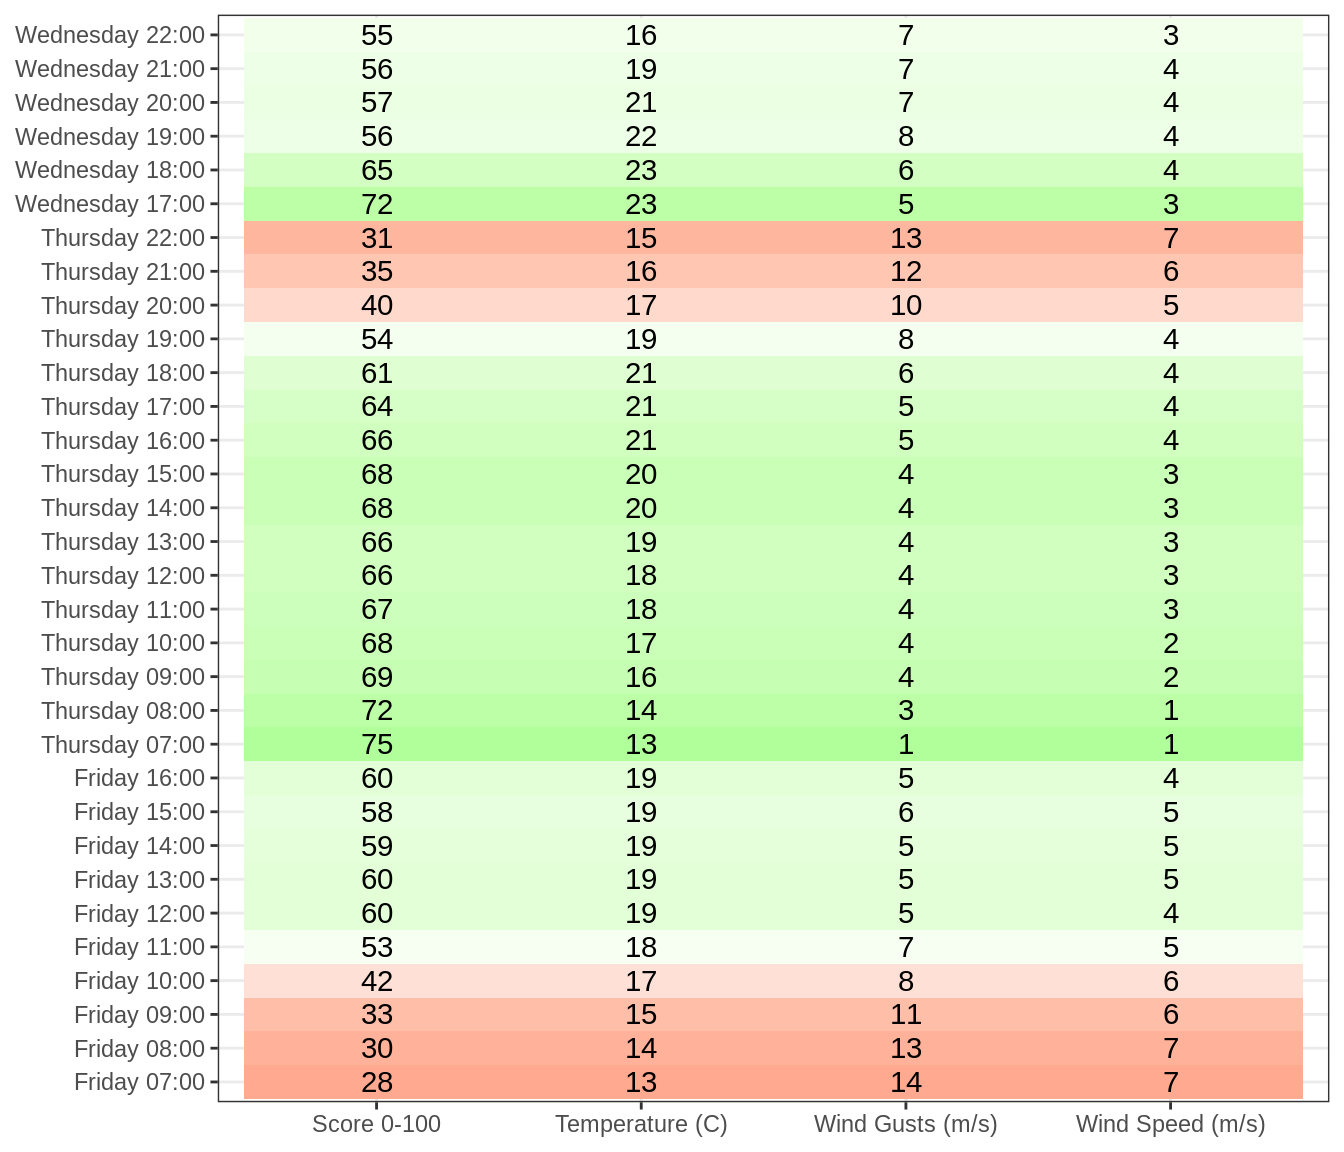 Wednesday 22:00 55 16 7 3
Wednesday 21:00 56 19 7 4
Wednesday 20:00 57 21 7 4
Wednesday 19:00 56 22 8 4
Wednesday 18:00 65 23 6 4
Wednesday 17:00 72 23 5 3
Thursday 22:00 31 15 13 7
Thursday 21:00 35 16 12 6
Thursday 20:00 40 17 10 5
Thursday 19:00 54 19 8 4
Thursday 18:00 61 21 6 4
Thursday 17:00 64 21 5 4
Thursday 16:00 66 21 5 4
Thursday 15:00 68 20 4 3
Thursday 14:00 68 20 4 3
Thursday 13:00 66 19 4 3
Thursday 12:00 66 18 4 3
Thursday 11:00 67 18 4 3
Thursday 10:00 68 17 4 2
Thursday 09:00 69 16 4 2
Thursday 08:00 72 14 3 1
Thursday 07:00 75 13 1 1
Friday 16:00 60 19 5 4
Friday 15:00 58 19 6 5
Friday 14:00 59 19 5 5
Friday 13:00 60 19 5 5
Friday 12:00 60 19 5 4
Friday 11:00 53 18 7 5
Friday 10:00 42 17 8 6
Friday 09:00 33 15 11 6
Friday 08:00 30 14 13 7
Friday 07:00 28 13 14 7
Score 0-100 Temperature (C) Wind Gusts (m/s) Wind Speed (m/s)